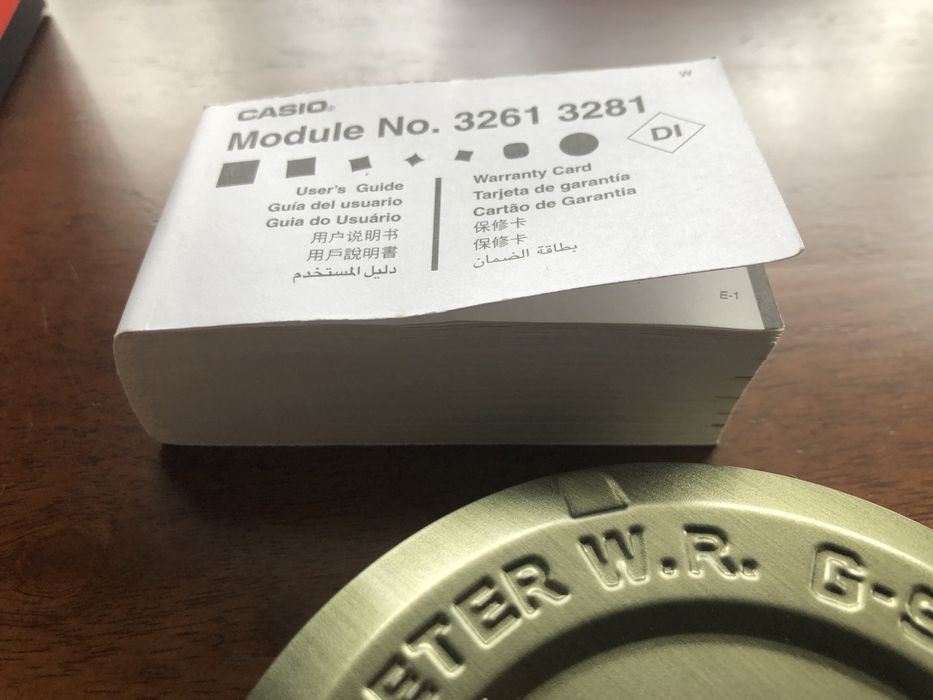 W
CASIO®
Module No. 3261 3281
DI
User's Guide
Guía del usuario
Guia do Usuário
用户说明书
用戶說明書
دليل المستخدم
Warranty Card
Tarjeta de garantía
Cartão de Garantía
保修卡
保修卡
بطاقة الضمان
E-1
ETER W.R. G-S